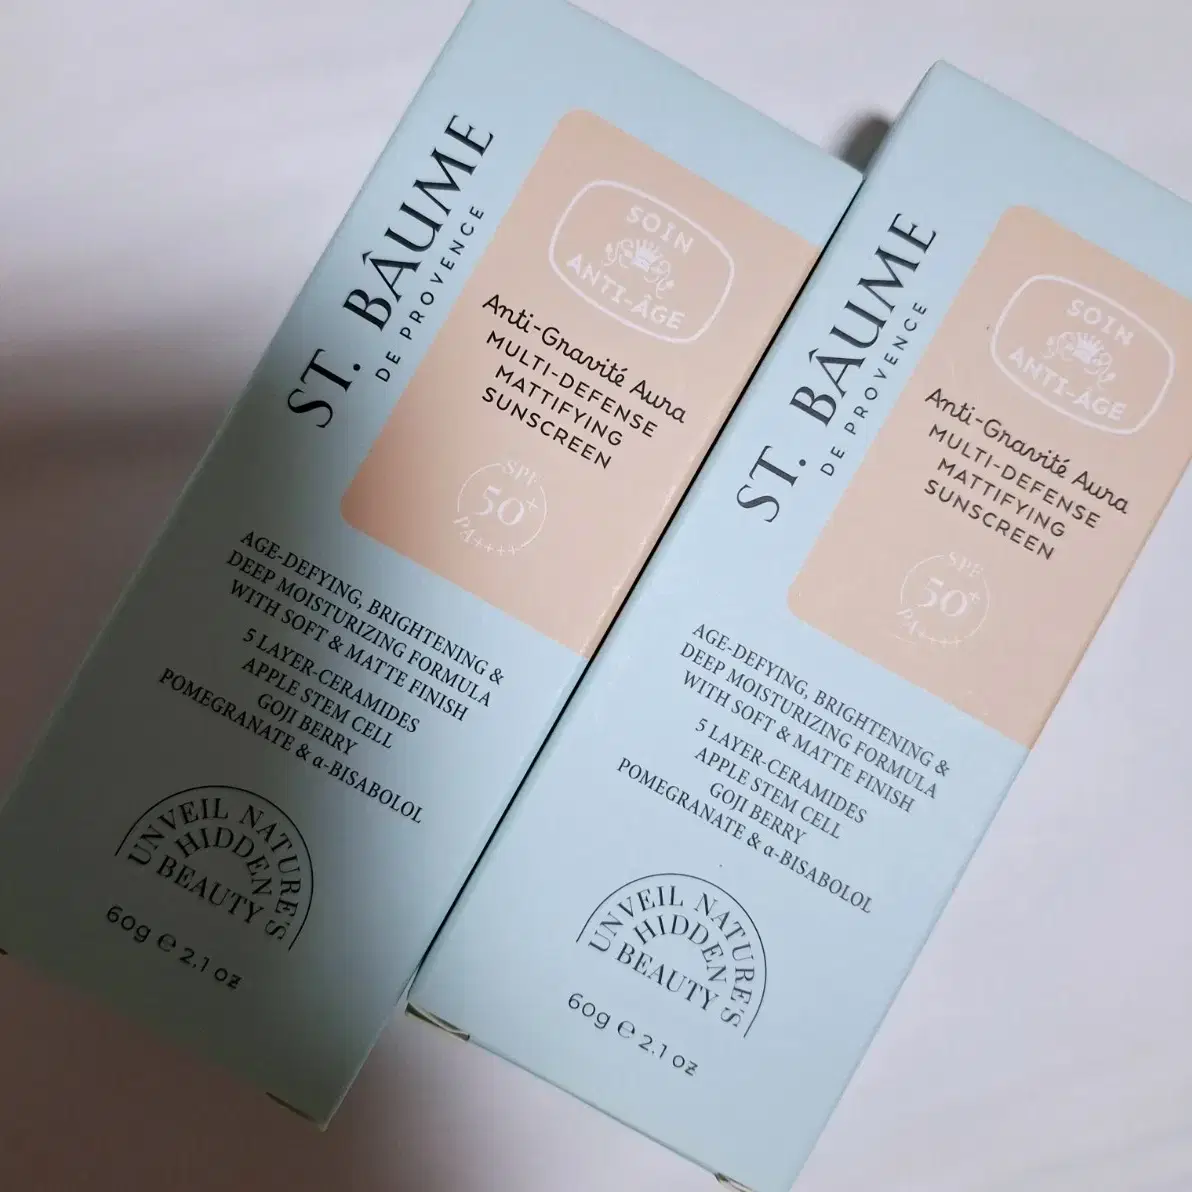 ST. BÂUME
DE PROVENCE
SOIN
ANTI-ÂGE
Anti-Gravité Aura
MULTI-DEFENSE
MATTIFYING
SUNSCREEN
SPF
50+
PA++++
AGE-DEFYING, BRIGHTENING &
DEEP MOISTURIZING FORMULA
WITH SOFT & MATTE FINISH
5 LAYER-CERAMIDES
APPLE STEM CELL
GOJI BERRY
POMEGRANATE & α-BISABOLOL
UNVEIL NATURE'S
HIDDEN
BEAUTY
60g ℮ 2.1 oz
ST. BÂUME
DE PROVENCE
SOIN
ANTI-ÂGE
Anti-Gravité Aura
MULTI-DEFENSE
MATTIFYING
SUNSCREEN
SPF
50+
PA++++
AGE-DEFYING, BRIGHTENING &
DEEP MOISTURIZING FORMULA
WITH SOFT & MATTE FINISH
5 LAYER-CERAMIDES
APPLE STEM CELL
GOJI BERRY
POMEGRANATE & α-BISABOLOL
UNVEIL NATURE'S
HIDDEN
BEAUTY
60g ℮ 2.1 oz